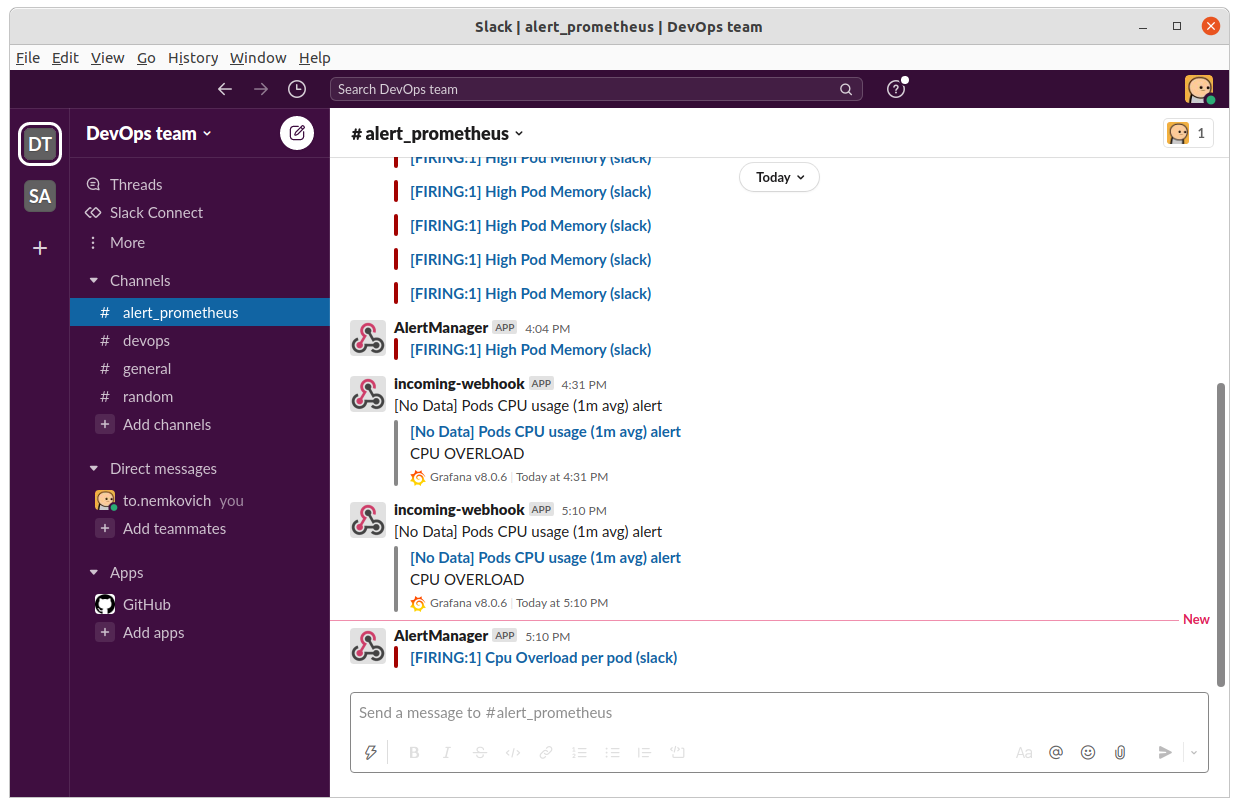 Slack | alert_prometheus | DevOps team
File Edit View Go History Window Help
Search DevOps team
DT
SA
DevOps team
Threads
Slack Connect
More
Channels
# alert_prometheus
# devops
# general
# random
+ Add channels
Direct messages
to.nemkovich you
+ Add teammates
Apps
GitHub
+ Add apps
# alert_prometheus
1
Today
[FIRING:1] High Pod Memory (slack)
[FIRING:1] High Pod Memory (slack)
[FIRING:1] High Pod Memory (slack)
[FIRING:1] High Pod Memory (slack)
[FIRING:1] High Pod Memory (slack)
AlertManager APP 4:04 PM
[FIRING:1] High Pod Memory (slack)
incoming-webhook APP 4:31 PM
[No Data] Pods CPU usage (1m avg) alert
[No Data] Pods CPU usage (1m avg) alert
CPU OVERLOAD
Grafana v8.0.6 | Today at 4:31 PM
incoming-webhook APP 5:10 PM
[No Data] Pods CPU usage (1m avg) alert
[No Data] Pods CPU usage (1m avg) alert
CPU OVERLOAD
Grafana v8.0.6 | Today at 5:10 PM
New
AlertManager APP 5:10 PM
[FIRING:1] Cpu Overload per pod (slack)
Send a message to #alert_prometheus
B I S Aa @